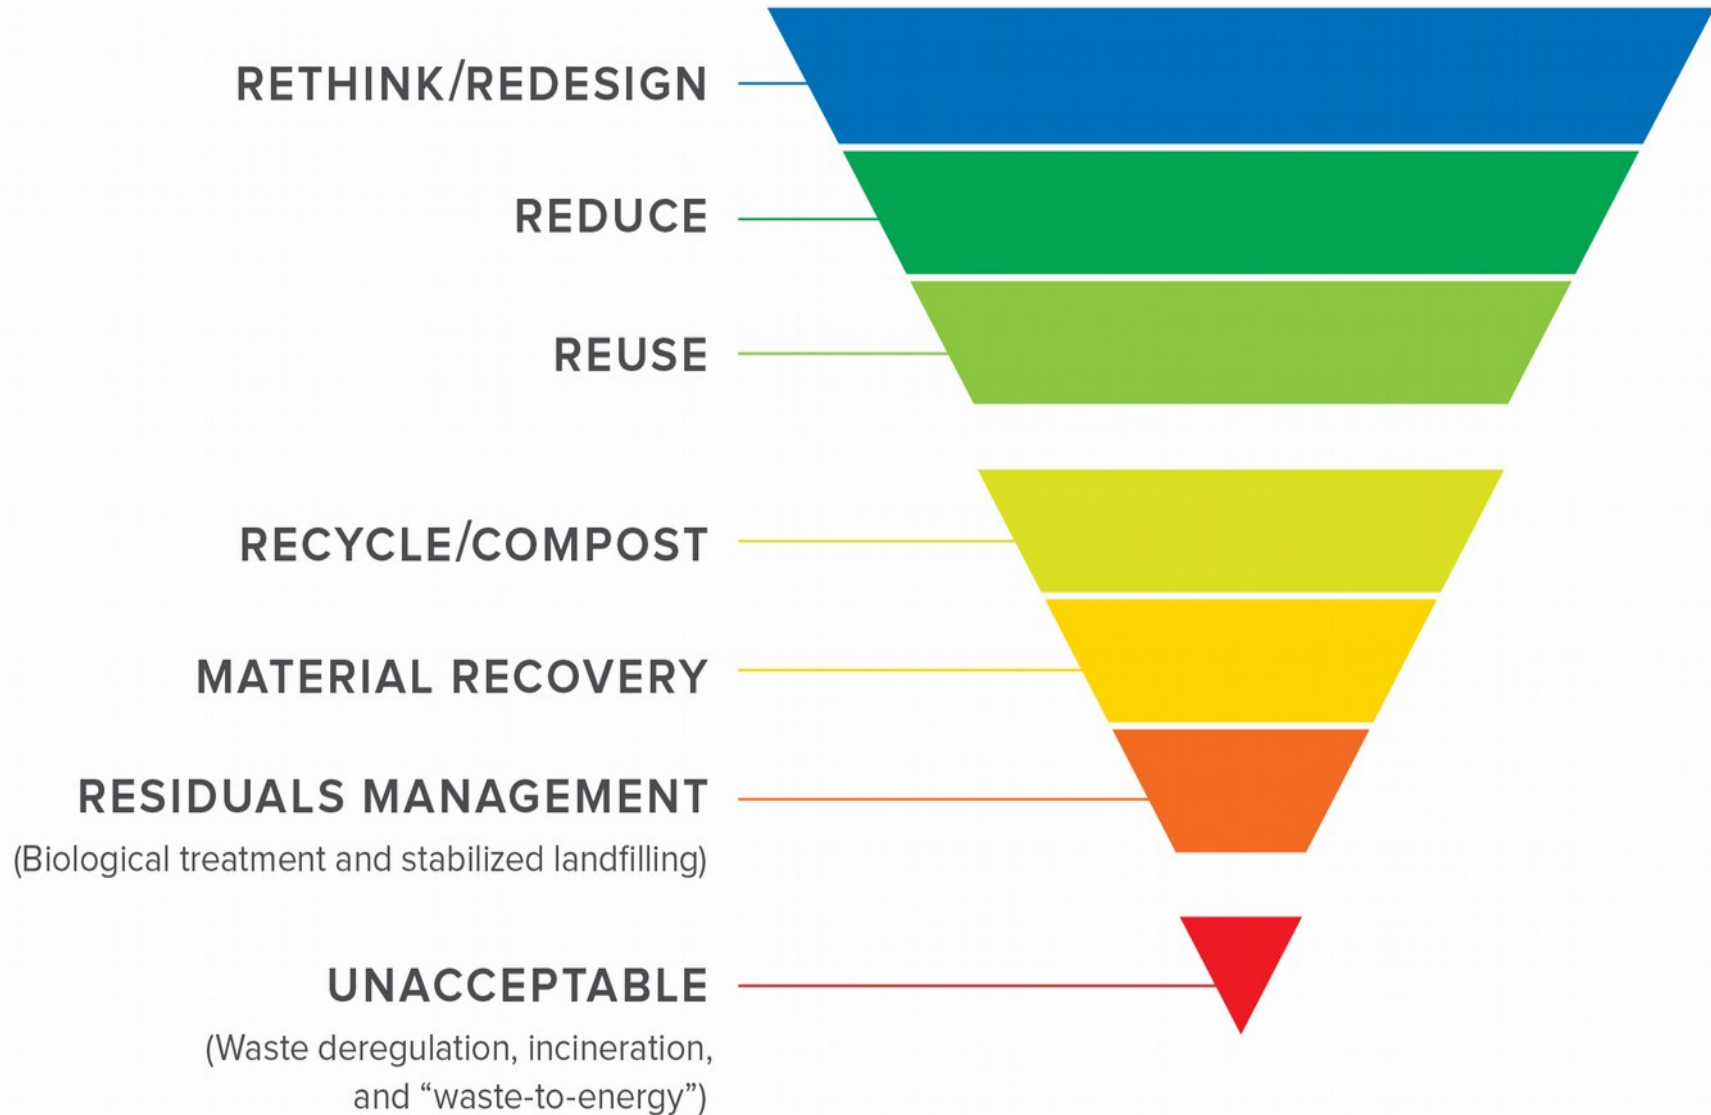 RETHINK/REDESIGN
REDUCE
REUSE
RECYCLE/COMPOST
MATERIAL RECOVERY
RESIDUALS MANAGEMENT
(Biological treatment and stabilized landfilling)
UNACCEPTABLE
(Waste deregulation, incineration,
and “waste-to-energy”)